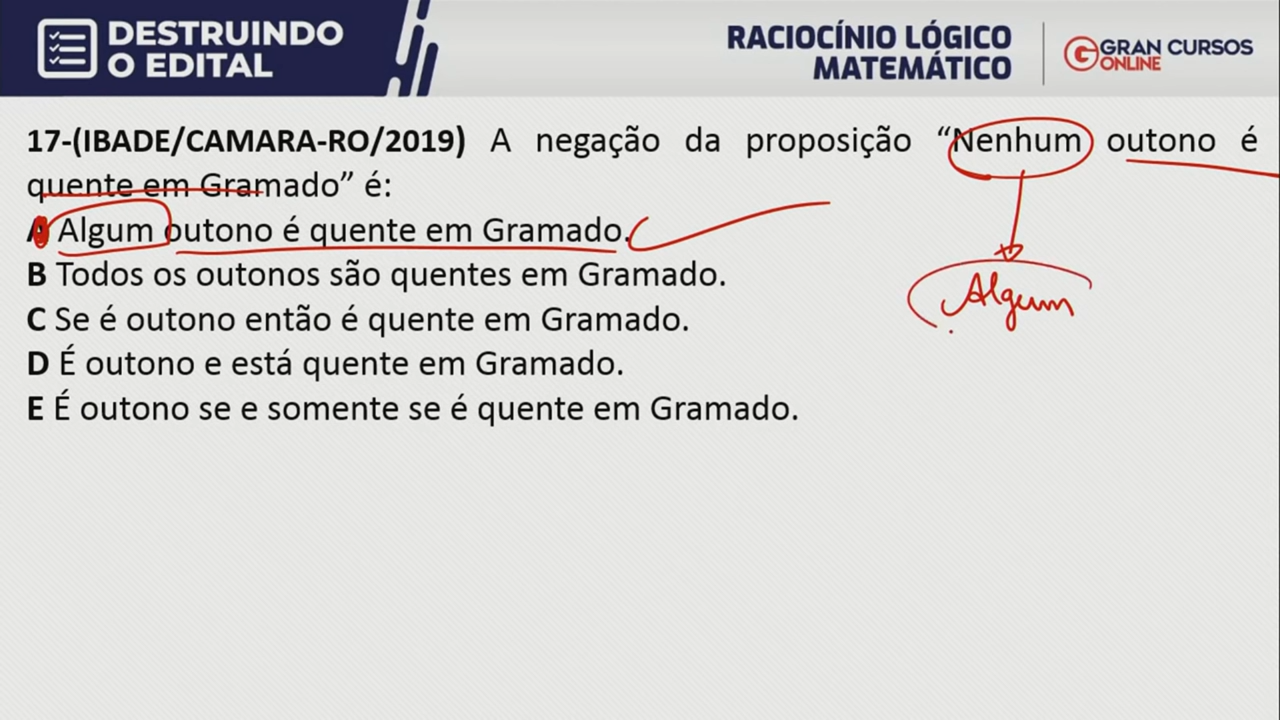 DESTRUINDO
O EDITAL
RACIOCÍNIO LÓGICO
MATEMÁTICO
GRAN CURSOS
ONLINE
17-(IBADE/CAMARA-RO/2019) A negação da proposição “Nenhum outono é
quente em Gramado” é:
A Algum outono é quente em Gramado.
B Todos os outonos são quentes em Gramado.
C Se é outono então é quente em Gramado.
D É outono e está quente em Gramado.
E É outono se e somente se é quente em Gramado.
Algum